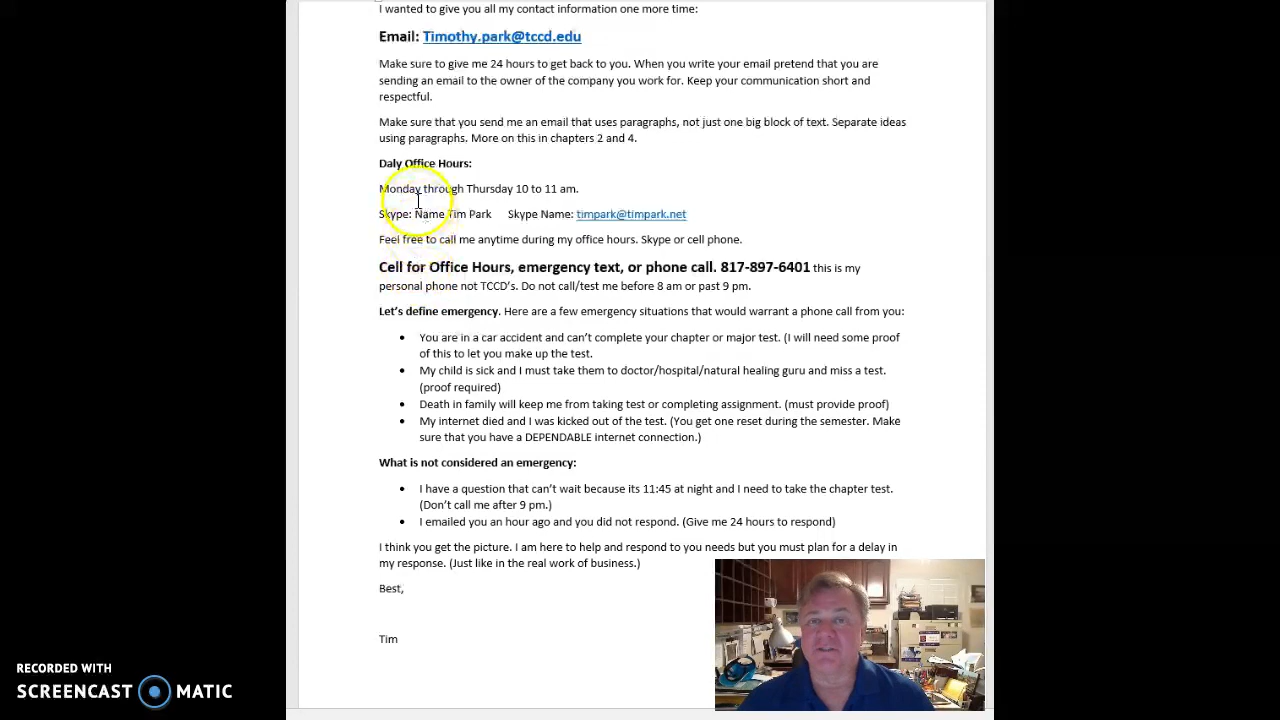 I wanted to give you all my contact information one more time:
Email: Timothy.park@tccd.edu
Make sure to give me 24 hours to get back to you. When you write your email pretend that you are
sending an email to the owner of the company you work for. Keep your communication short and
respectful.
Make sure that you send me an email that uses paragraphs, not just one big block of text. Separate ideas
using paragraphs. More on this in chapters 2 and 4.
Daly Office Hours:
Monday through Thursday 10 to 11 am.
Skype: Name Tim Park Skype Name: timpark@timpark.net
Feel free to call me anytime during my office hours. Skype or cell phone.
Cell for Office Hours, emergency text, or phone call. 817-897-6401 this is my
personal phone not TCCD's. Do not call/test me before 8 am or past 9 pm.
Let's define emergency. Here are a few emergency situations that would warrant a phone call from you:
• You are in a car accident and can't complete your chapter or major test. (I will need some proof
of this to let you make up the test.
• My child is sick and I must take them to doctor/hospital/natural healing guru and miss a test.
(proof required)
• Death in family will keep me from taking test or completing assignment. (must provide proof)
• My internet died and I was kicked out of the test. (You get one reset during the semester. Make
sure that you have a DEPENDABLE internet connection.)
What is not considered an emergency:
• I have a question that can't wait because its 11:45 at night and I need to take the chapter test.
(Don't call me after 9 pm.)
• I emailed you an hour ago and you did not respond. (Give me 24 hours to respond)
I think you get the picture. I am here to help and respond to you needs but you must plan for a delay in
my response. (Just like in the real work of business.)
Best,
Tim
RECORDED WITH
SCREENCAST MATIC